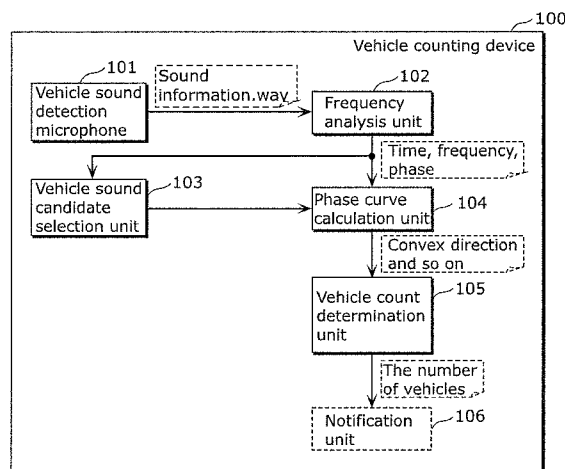 100
Vehicle counting device
101
Vehicle sound
detection
microphone
Sound
information.wav
102
Frequency
analysis unit
Time, frequency,
phase
Vehicle sound
candidate
selection unit
103
Phase curve
calculation unit
104
Convex direction
and so on
Vehicle count
determination
unit
105
The number
of vehicles
Notification
unit
106